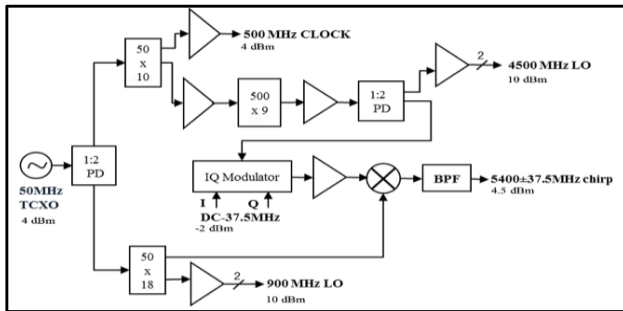 50
x
10
500 MHz CLOCK
4 dBm
500
x 9
1:2
PD
2
4500 MHz LO
10 dBm
1:2
PD
50MHz
TCXO
4 dBm
IQ Modulator
I
Q
DC-37.5MHz
-2 dBm
BPF
5400±37.5MHz chirp
4.5 dBm
50
x
18
2
900 MHz LO
10 dBm